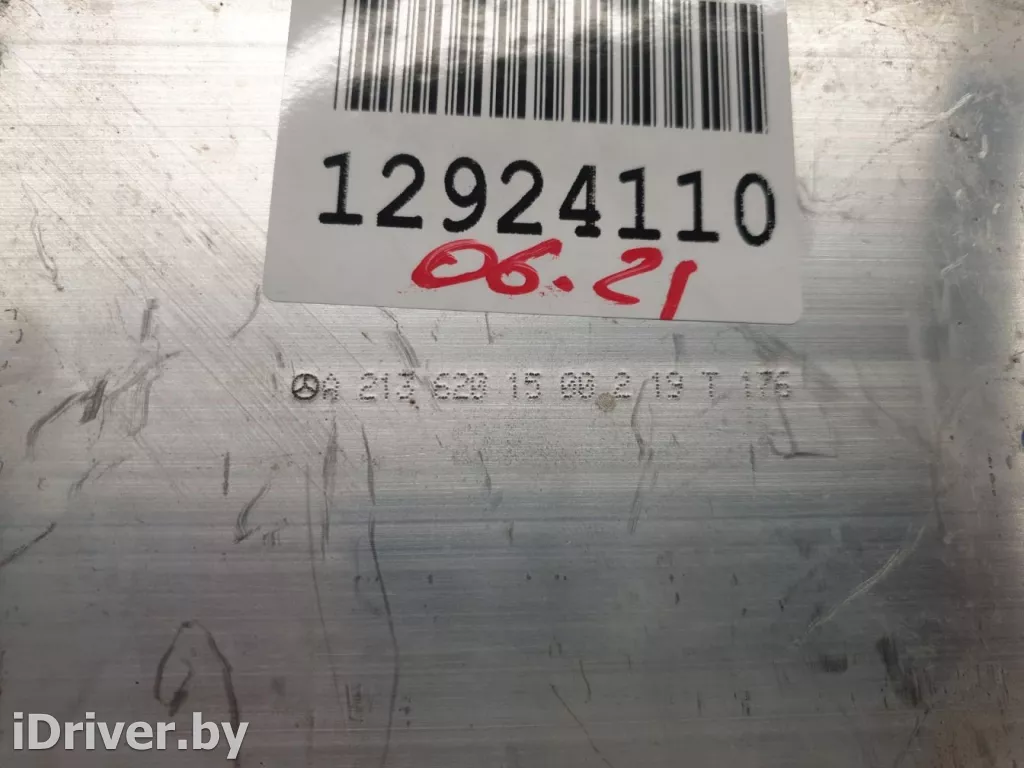 12924110
06.21
A 213 620 15 00 2 19 T 176
iDriver.by